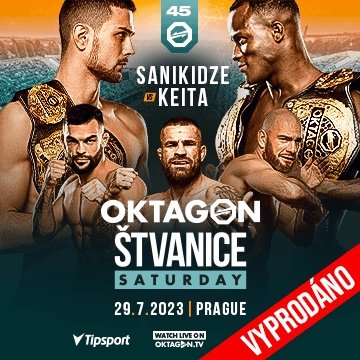 45
SANIKIDZE
VS
KEITA
OKTAGON
ŠTVANICE
SATURDAY
29.7.2023 | PRAGUE
VYPRODÁNO
Tipsport
WATCH LIVE ON
OKTAGON.TV